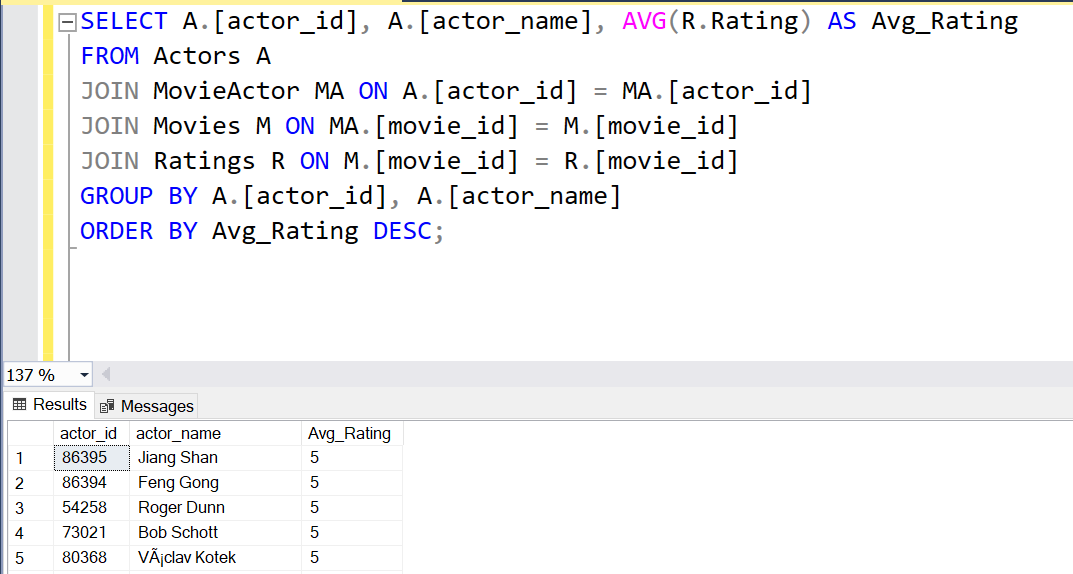 SELECT A.[actor_id], A.[actor_name], AVG(R.Rating) AS Avg_Rating
FROM Actors A
JOIN MovieActor MA ON A.[actor_id] = MA.[actor_id]
JOIN Movies M ON MA.[movie_id] = M.[movie_id]
JOIN Ratings R ON M.[movie_id] = R.[movie_id]
GROUP BY A.[actor_id], A.[actor_name]
ORDER BY Avg_Rating DESC;
137 %
Results Messages
actor_id actor_name Avg_Rating
1 86395 Jiang Shan 5
2 86394 Feng Gong 5
3 54258 Roger Dunn 5
4 73021 Bob Schott 5
5 80368 VÃ¡clav Kotek 5